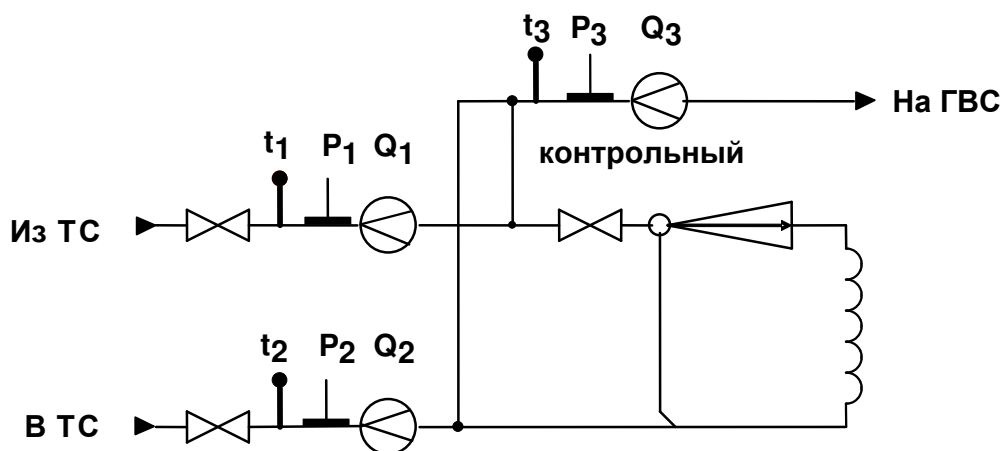 t3 P3 Q3
На ГВС
контрольный
t1 P1 Q1
Из ТС
t2 P2 Q2
В ТС